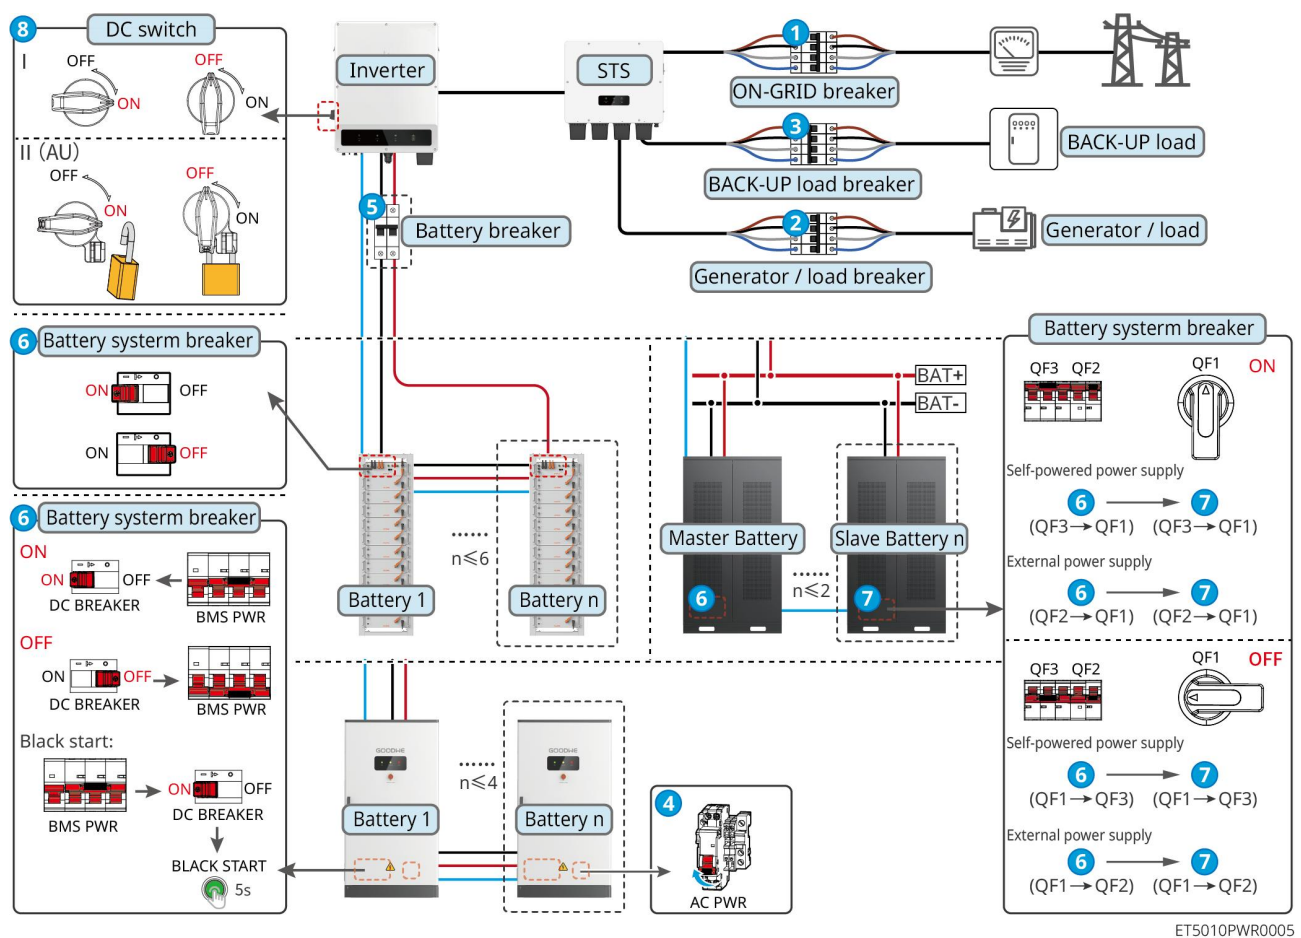 8
DC switch
I
OFF
ON
OFF
ON
II (AU)
OFF
ON
OFF
ON
Inverter
STS
1
ON-GRID breaker
3
BACK-UP load breaker
BACK-UP load
2
Generator / load breaker
Generator / load
5
Battery breaker
6
Battery systerm breaker
ON
OFF
ON
OFF
6
Battery systerm breaker
ON
ON
OFF
DC BREAKER
BMS PWR
OFF
ON
OFF
DC BREAKER
BMS PWR
Black start:
BMS PWR
ON
OFF
DC BREAKER
BLACK START
5s
Battery 1
n≤6
Battery n
BAT+
BAT-
Master Battery
Slave Battery n
n≤2
6
7
GOODWE
GOODWE
n≤4
Battery 1
Battery n
4
AC PWR
Battery systerm breaker
QF3 QF2
QF1
ON
Self-powered power supply
6 → 7
(QF3→QF1) (QF3→QF1)
External power supply
6 → 7
(QF2→QF1) (QF2→QF1)
QF3 QF2
QF1
OFF
Self-powered power supply
6 → 7
(QF1→QF3) (QF1→QF3)
External power supply
6 → 7
(QF1→QF2) (QF1→QF2)
ET5010PWR0005